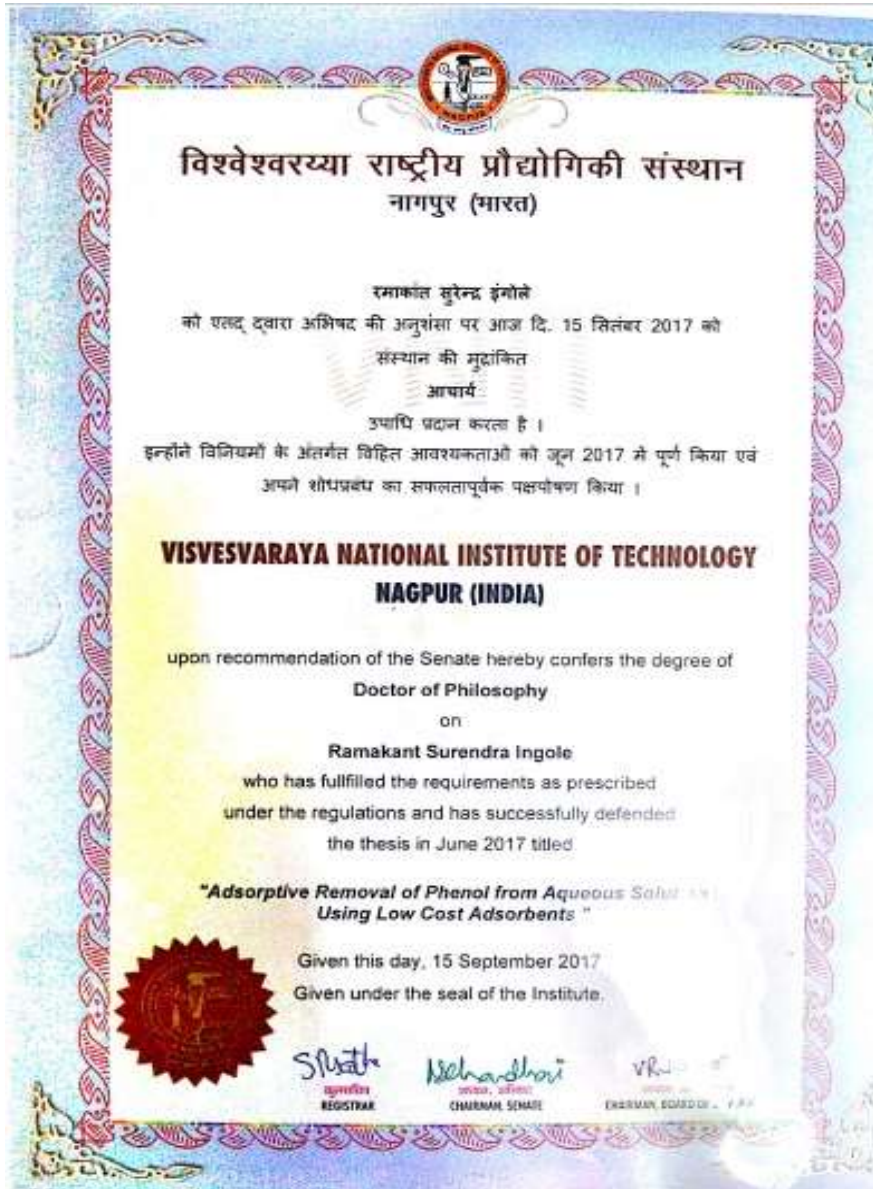 NAGPUR
विश्वेश्वरय्या राष्ट्रीय प्रौद्योगिकी संस्थान
नागपुर (भारत)
रमाकांत सुरेन्द्र इंगोले
को एतद् द्वारा अभिषद की अनुशंसा पर आज दि. 15 सितंबर 2017 को
संस्थान की मुद्रांकित
आचार्य
उपाधि प्रदान करता है ।
इन्होंने विनियमों के अंतर्गत विहित आवश्यकताओं को जून 2017 में पूर्ण किया एवं
अपने शोधप्रबंध का सफलतापूर्वक पक्षपोषण किया ।
VISVESVARAYA NATIONAL INSTITUTE OF TECHNOLOGY
NAGPUR (INDIA)
upon recommendation of the Senate hereby confers the degree of
Doctor of Philosophy
on
Ramakant Surendra Ingole
who has fullfilled the requirements as prescribed
under the regulations and has successfully defended
the thesis in June 2017 titled
"Adsorptive Removal of Phenol from Aqueous
Using Low Cost Adsorbents "
Given this day, 15 September 2017
Given under the seal of the Institute.
कुलसचिव
REGISTRAR CHAIRMAN, SENATE CHAIRMAN, BOARD OF